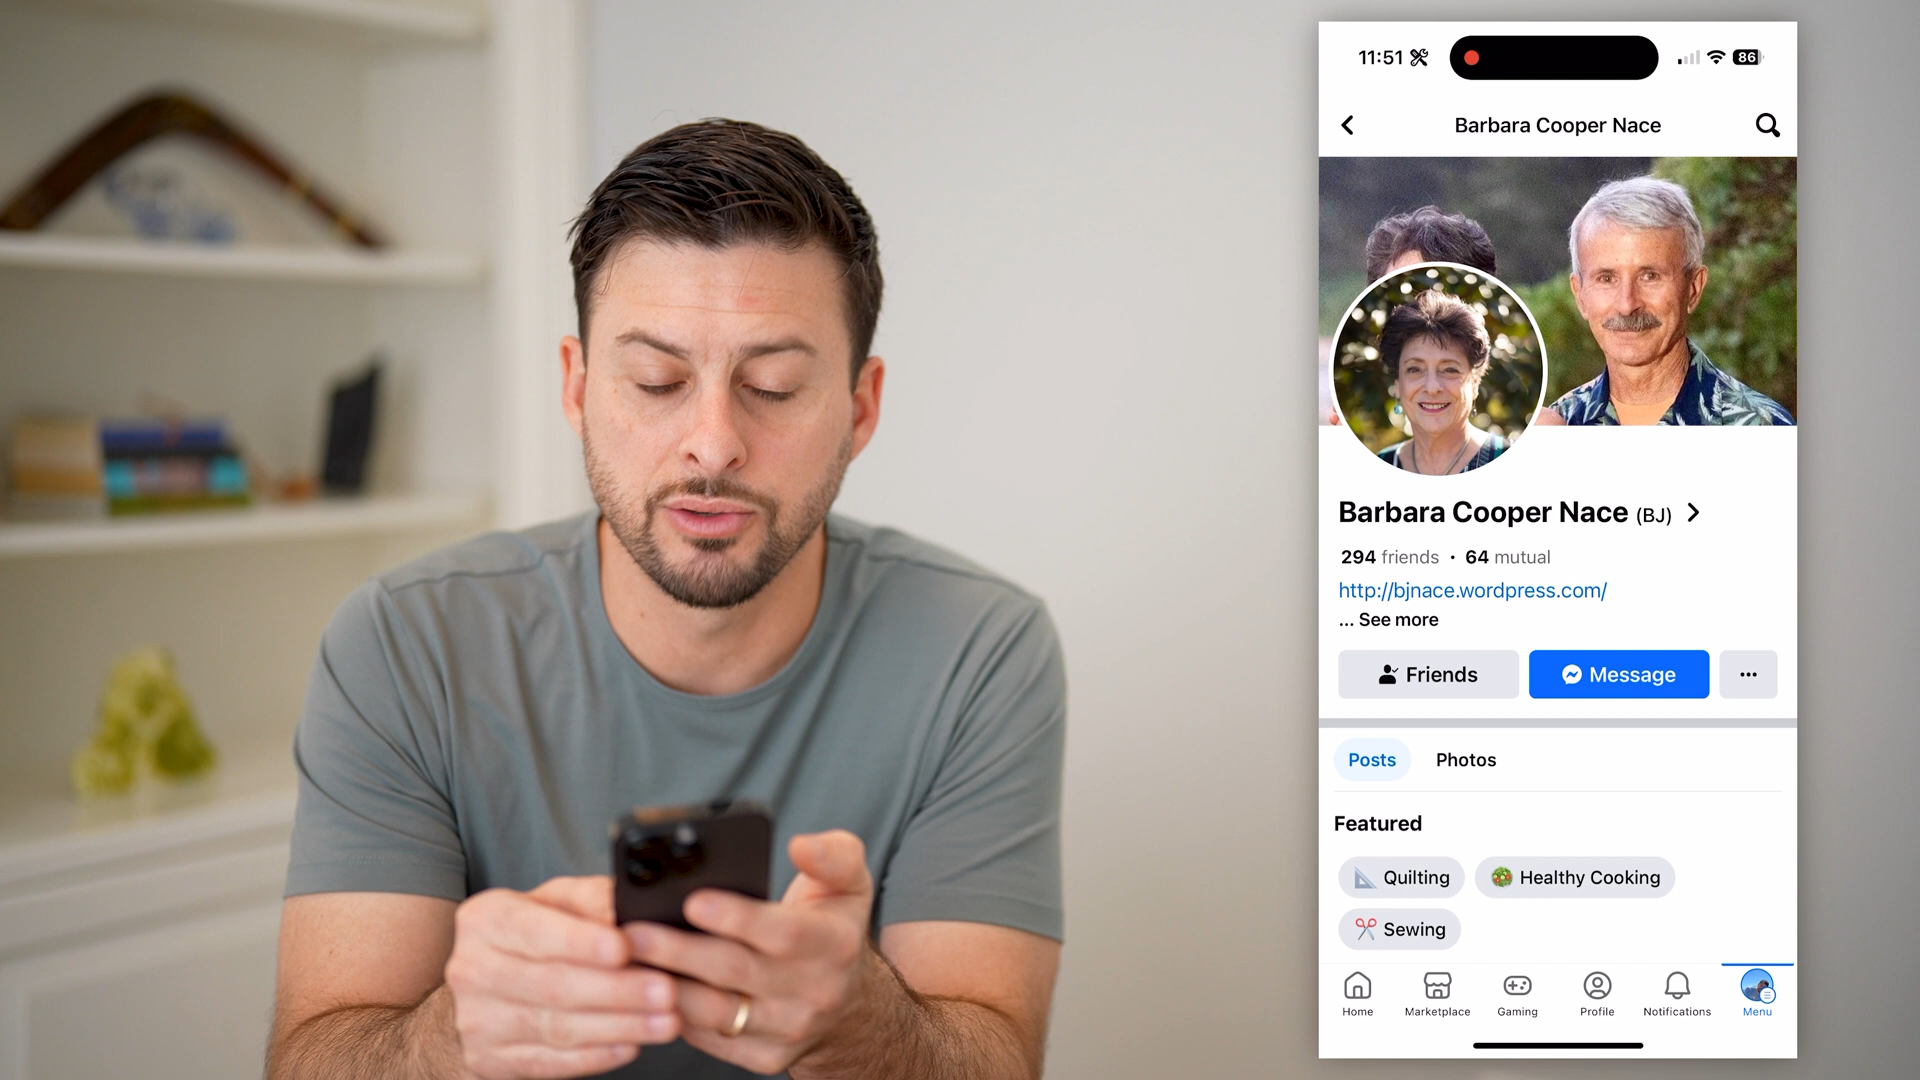 11:51
86
Barbara Cooper Nace
Barbara Cooper Nace (BJ)
294 friends · 64 mutual
http://bjnace.wordpress.com/
... See more
Friends
Message
Posts
Photos
Featured
Quilting
Healthy Cooking
Sewing
Home
Marketplace
Gaming
Profile
Notifications
Menu